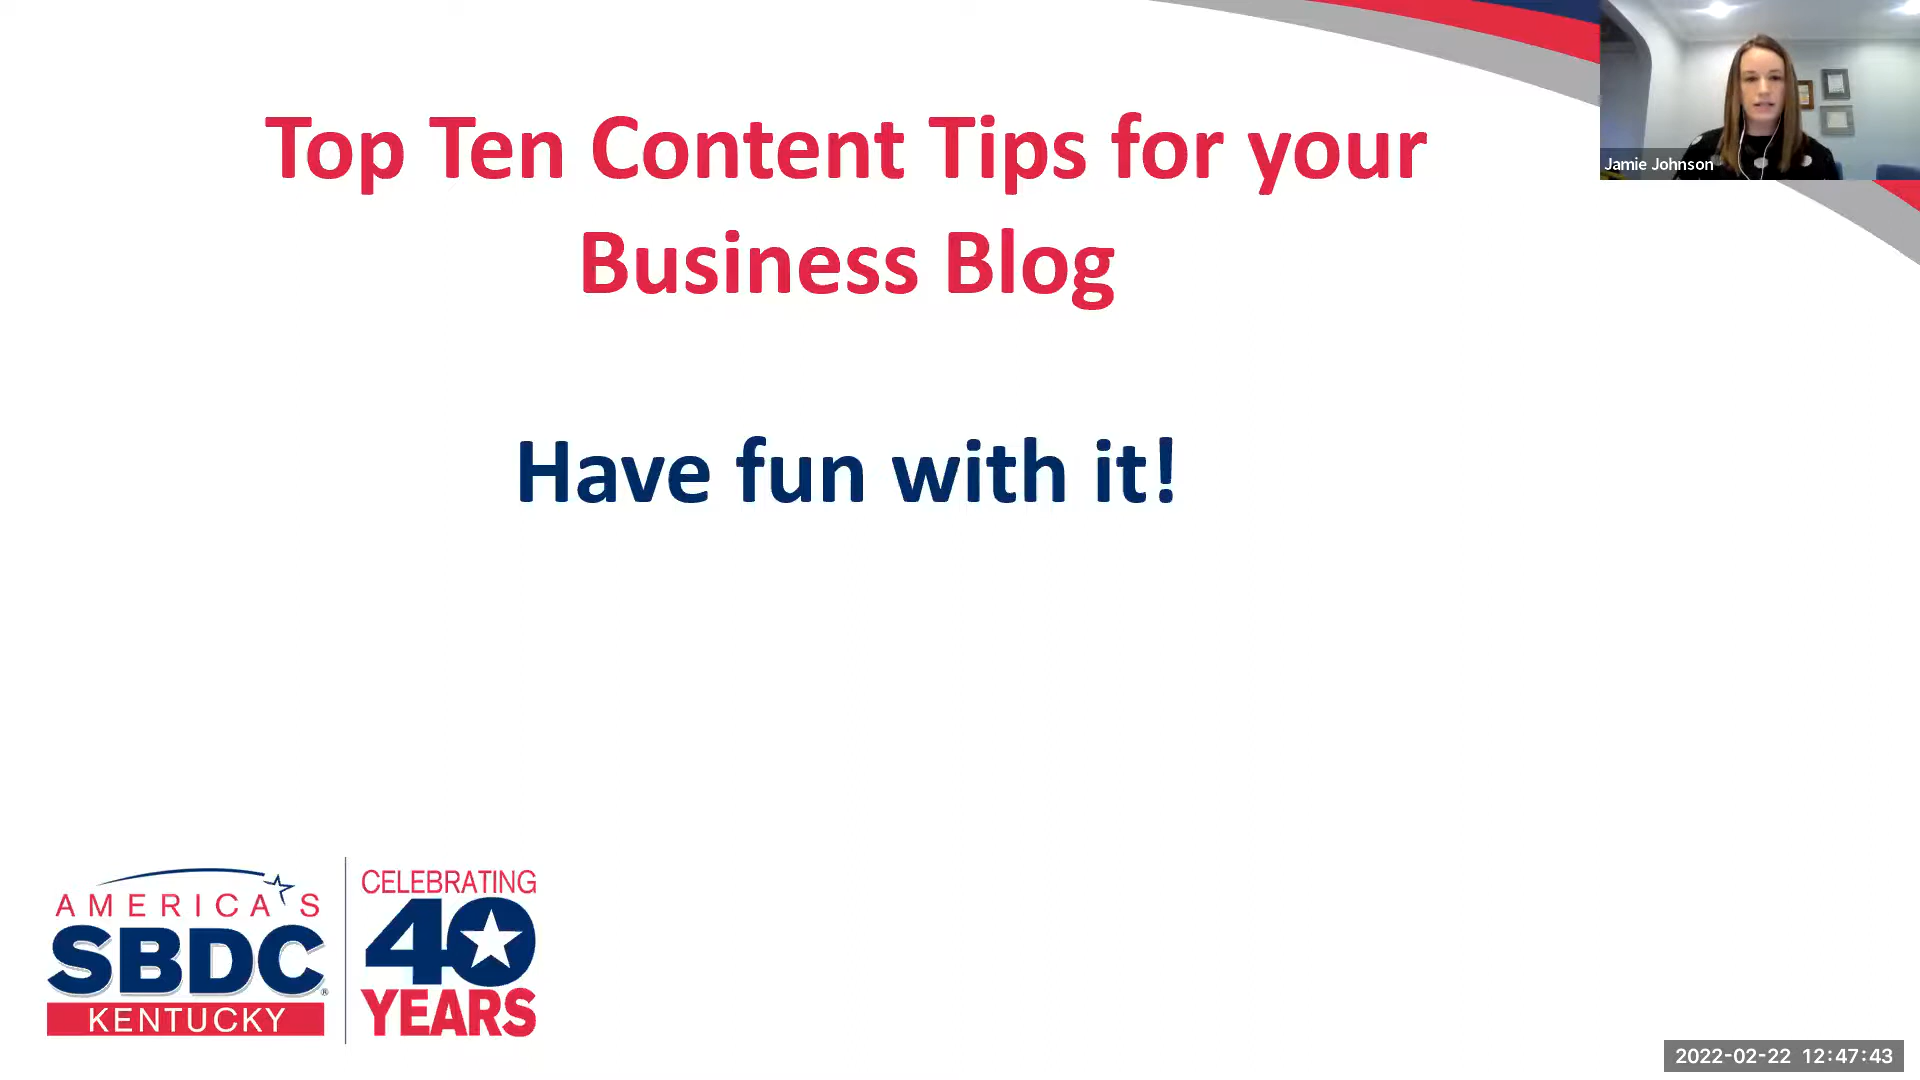 Top Ten Content Tips for your
Business Blog
Have fun with it!
Jamie Johnson
AMERICA'S
SBDC®
KENTUCKY
CELEBRATING
40
YEARS
2022-02-22 12:47:43